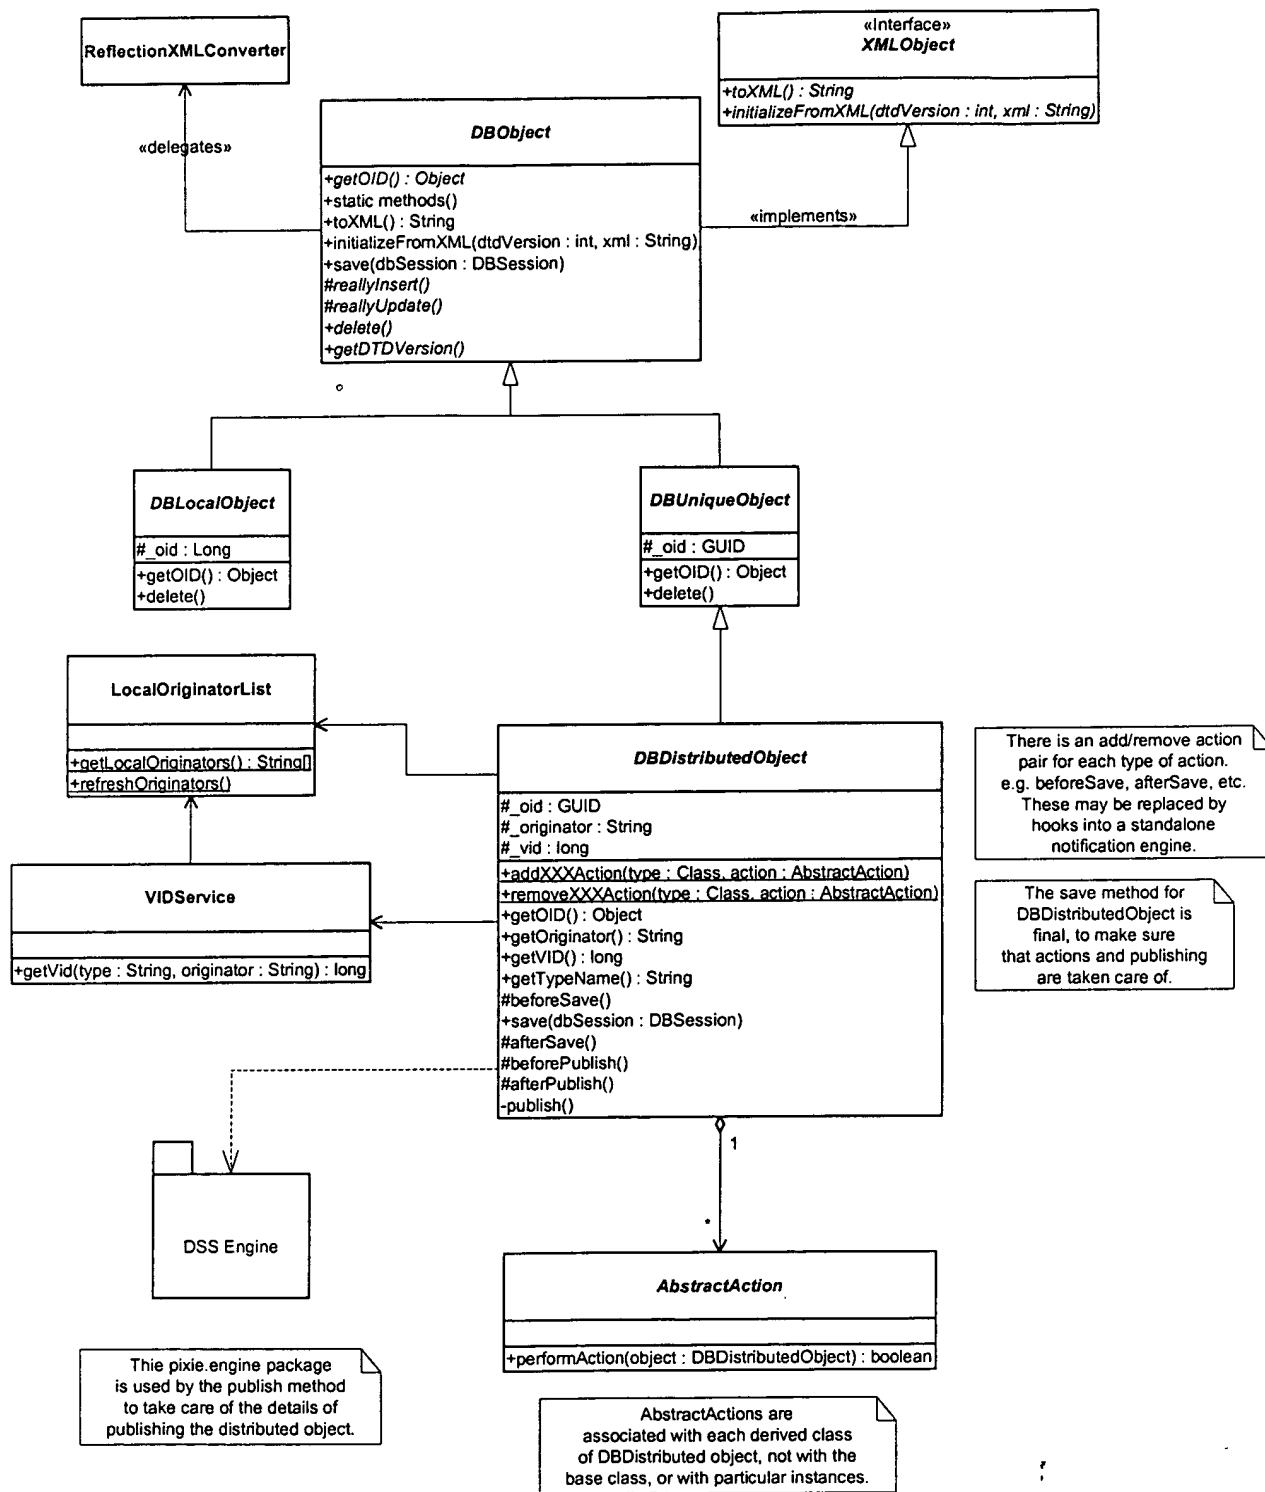 ReflectionXMLConverter
«Interface»
XMLObject
+toXML() : String
+initializeFromXML(dtdVersion : int, xml : String)
«delegates»
«implements»
DBObject
+getOID() : Object
+static methods()
+toXML() : String
+initializeFromXML(dtdVersion : int, xml : String)
+save(dbSession : DBSession)
#reallyInsert()
#reallyUpdate()
+delete()
+getDTDVersion()
DBLocalObject
#_oid : Long
+getOID() : Object
+delete()
DBUniqueObject
#_oid : GUID
+getOID() : Object
+delete()
LocalOriginatorList
+getLocalOriginators() : String[]
+refreshOriginators()
VIDService
+getVid(type : String, originator : String) : long
DBDistributedObject
#_oid : GUID
#_originator : String
#_vid : long
+addXXXAction(type : Class, action : AbstractAction)
+removeXXXAction(type : Class, action : AbstractAction)
+getOID() : Object
+getOriginator() : String
+getVID() : long
+getTypeName() : String
#beforeSave()
+save(dbSession : DBSession)
#afterSave()
#beforePublish()
#afterPublish()
-publish()
There is an add/remove action
pair for each type of action.
e.g. beforeSave, afterSave, etc.
These may be replaced by
hooks into a standalone
notification engine.
The save method for
DBDistributedObject is
final, to make sure
that actions and publishing
are taken care of.
1
*
DSS Engine
AbstractAction
+performAction(object : DBDistributedObject) : boolean
Thie pixie.engine package
is used by the publish method
to take care of the details of
publishing the distributed object.
AbstractActions are
associated with each derived class
of DBDistributed object, not with the
base class, or with particular instances.